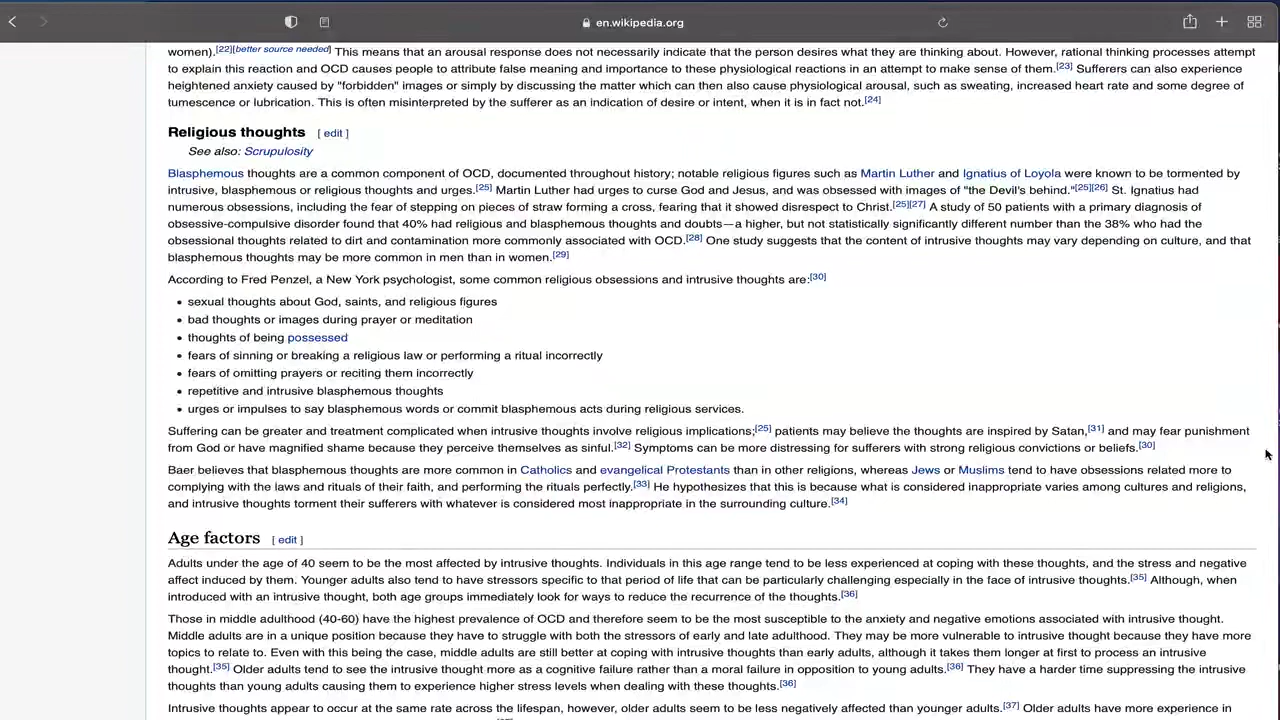 en.wikipedia.org
women).[22][better source needed] This means that an arousal response does not necessarily indicate that the person desires what they are thinking about. However, rational thinking processes attempt
to explain this reaction and OCD causes people to attribute false meaning and importance to these physiological reactions in an attempt to make sense of them.[23] Sufferers can also experience
heightened anxiety caused by "forbidden" images or simply by discussing the matter which can then also cause physiological arousal, such as sweating, increased heart rate and some degree of
tumescence or lubrication. This is often misinterpreted by the sufferer as an indication of desire or intent, when it is in fact not.[24]
Religious thoughts [ edit ]
See also: Scrupulosity
Blasphemous thoughts are a common component of OCD, documented throughout history; notable religious figures such as Martin Luther and Ignatius of Loyola were known to be tormented by
intrusive, blasphemous or religious thoughts and urges.[25] Martin Luther had urges to curse God and Jesus, and was obsessed with images of "the Devil's behind."[25][26] St. Ignatius had
numerous obsessions, including the fear of stepping on pieces of straw forming a cross, fearing that it showed disrespect to Christ.[25][27] A study of 50 patients with a primary diagnosis of
obsessive-compulsive disorder found that 40% had religious and blasphemous thoughts and doubts—a higher, but not statistically significantly different number than the 38% who had the
obsessional thoughts related to dirt and contamination more commonly associated with OCD.[28] One study suggests that the content of intrusive thoughts may vary depending on culture, and that
blasphemous thoughts may be more common in men than in women.[29]
According to Fred Penzel, a New York psychologist, some common religious obsessions and intrusive thoughts are:[30]
• sexual thoughts about God, saints, and religious figures
• bad thoughts or images during prayer or meditation
• thoughts of being possessed
• fears of sinning or breaking a religious law or performing a ritual incorrectly
• fears of omitting prayers or reciting them incorrectly
• repetitive and intrusive blasphemous thoughts
• urges or impulses to say blasphemous words or commit blasphemous acts during religious services.
Suffering can be greater and treatment complicated when intrusive thoughts involve religious implications;[25] patients may believe the thoughts are inspired by Satan,[31] and may fear punishment
from God or have magnified shame because they perceive themselves as sinful.[32] Symptoms can be more distressing for sufferers with strong religious convictions or beliefs.[30]
Baer believes that blasphemous thoughts are more common in Catholics and evangelical Protestants than in other religions, whereas Jews or Muslims tend to have obsessions related more to
complying with the laws and rituals of their faith, and performing the rituals perfectly.[33] He hypothesizes that this is because what is considered inappropriate varies among cultures and religions,
and intrusive thoughts torment their sufferers with whatever is considered most inappropriate in the surrounding culture.[34]
Age factors [ edit ]
Adults under the age of 40 seem to be the most affected by intrusive thoughts. Individuals in this age range tend to be less experienced at coping with these thoughts, and the stress and negative
affect induced by them. Younger adults also tend to have stressors specific to that period of life that can be particularly challenging especially in the face of intrusive thoughts.[35] Although, when
introduced with an intrusive thought, both age groups immediately look for ways to reduce the recurrence of the thoughts.[36]
Those in middle adulthood (40-60) have the highest prevalence of OCD and therefore seem to be the most susceptible to the anxiety and negative emotions associated with intrusive thought.
Middle adults are in a unique position because they have to struggle with both the stressors of early and late adulthood. They may be more vulnerable to intrusive thought because they have more
topics to relate to. Even with this being the case, middle adults are still better at coping with intrusive thoughts than early adults, although it takes them longer at first to process an intrusive
thought.[35] Older adults tend to see the intrusive thought more as a cognitive failure rather than a moral failure in opposition to young adults.[36] They have a harder time suppressing the intrusive
thoughts than young adults causing them to experience higher stress levels when dealing with these thoughts.[36]
Intrusive thoughts appear to occur at the same rate across the lifespan, however, older adults seem to be less negatively affected than younger adults.[37] Older adults have more experience in